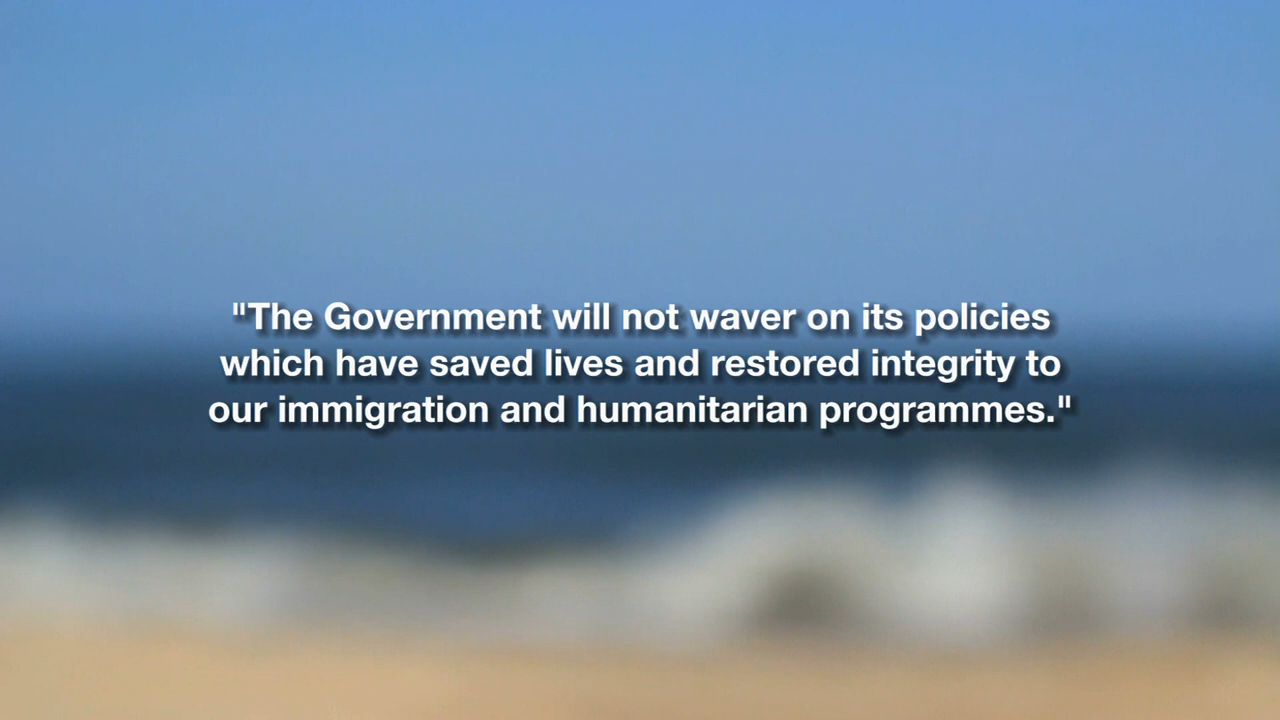 "The Government will not waver on its policies
which have saved lives and restored integrity to
our immigration and humanitarian programmes."